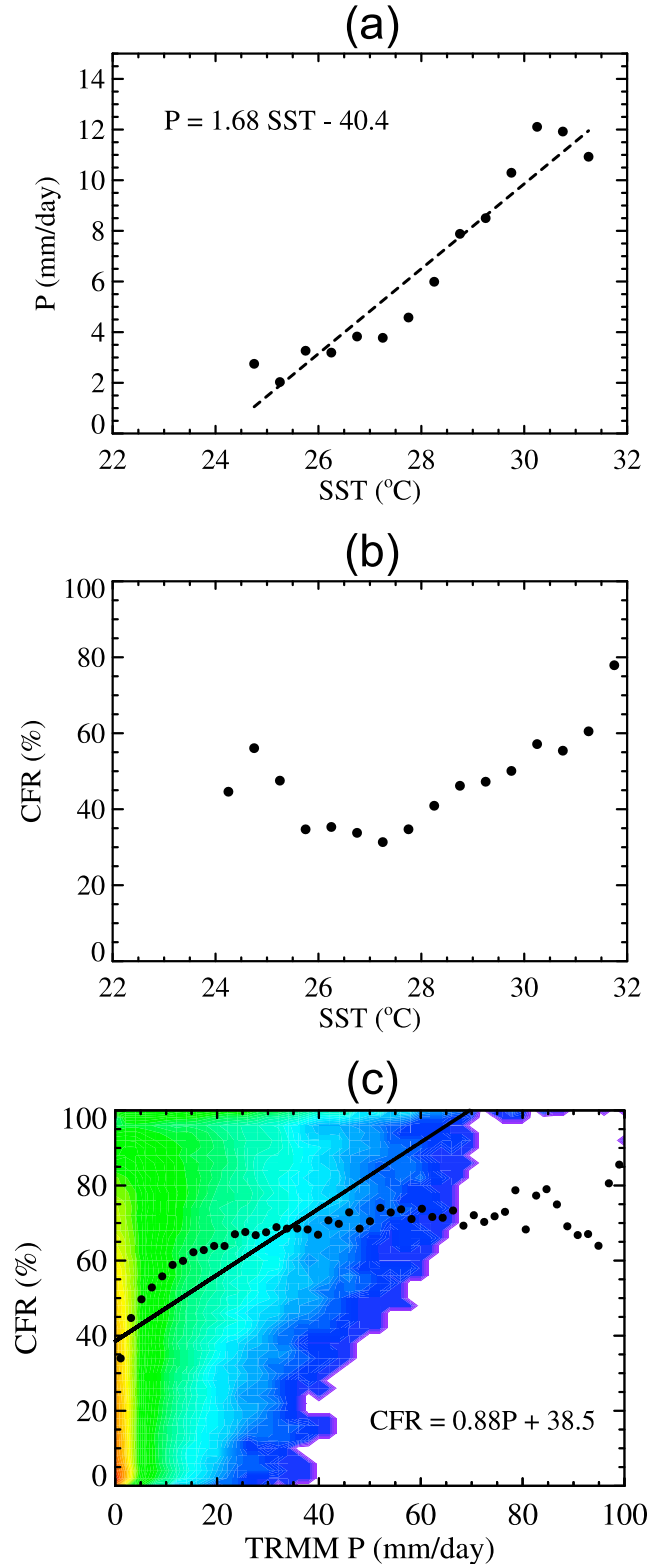 (a)
14
12
10
8
6
4
2
0
P (mm/day)
P = 1.68 SST - 40.4
22 24 26 28 30 32
SST (°C)
(b)
100
80
60
40
20
0
CFR (%)
22 24 26 28 30 32
SST (°C)
(c)
100
80
60
40
20
0
CFR (%)
CFR = 0.88P + 38.5
0 20 40 60 80 100
TRMM P (mm/day)